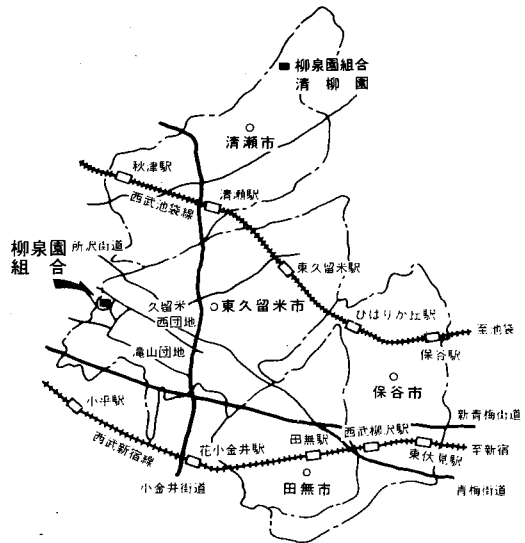 柳泉園組合
清柳園
清瀬市
秋津駅
西武池袋線
清瀬駅
柳泉園
組合
所沢街道
東久留米駅
久留米
西団地
東久留米市
ひばりが丘駅
至池袋
滝山団地
保谷駅
保谷市
小平駅
新青梅街道
西武新宿線
花小金井駅
田無駅
西武柳沢駅
東伏見駅
至新宿
小金井街道
田無市
青梅街道